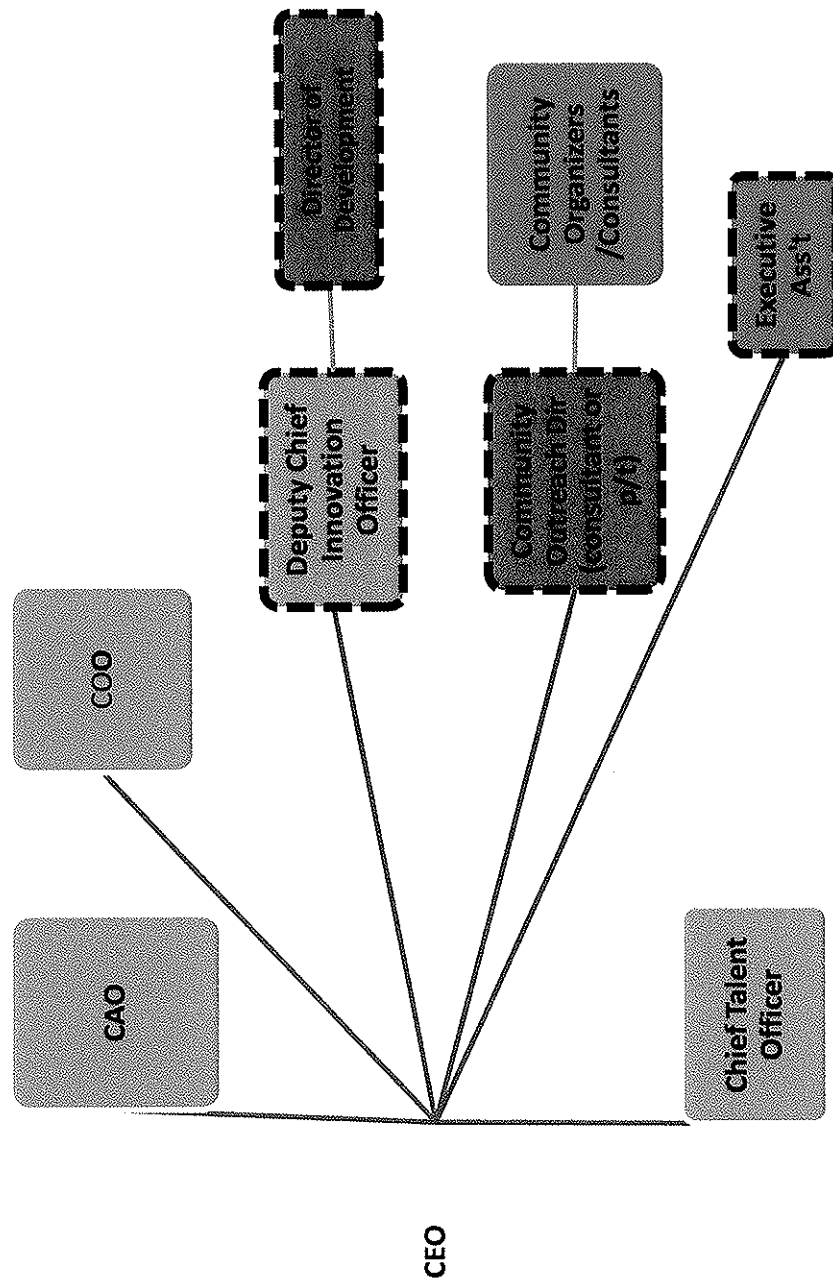 CEO
CAO
COO
Chief Talent
Officer
Deputy Chief
Innovation
Officer
Director of
Development
Community
Outreach Dir
(consultant or
p/t)
Community
Organizers
/Consultants
Executive
Ass't